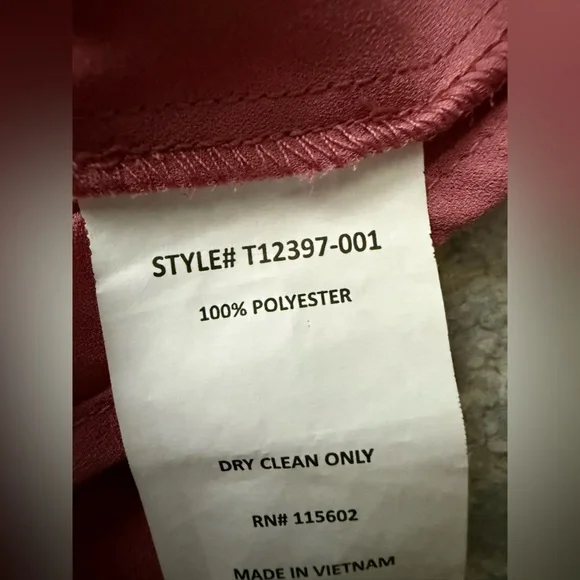 STYLE# T12397-001
100% POLYESTER
DRY CLEAN ONLY
RN# 115602
MADE IN VIETNAM